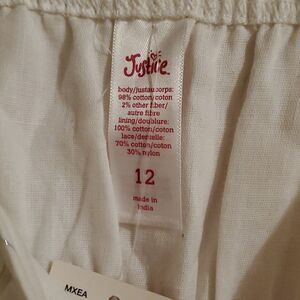 Justice
body/justaucorps:
98% cotton/coton
2% other fiber/
autre fibre
lining/doublure:
100% cotton/coton
lace/dentelle:
70% cotton/coton
30% nylon
12
made in
India
MXEA